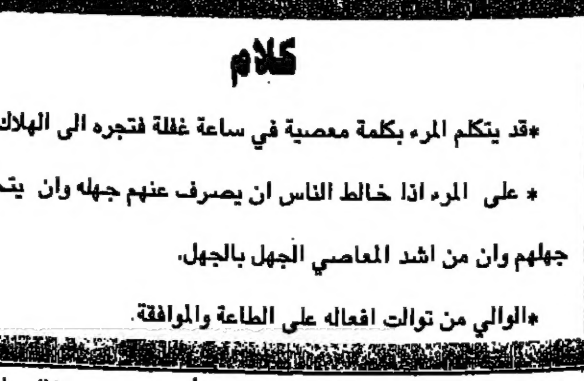 كلام
*قد يتكلم المرء بكلمة معصية في ساعة غفلة فتجره الى الهلاك
* على المرء اذا خالط الناس ان يصرف عنهم جهله وان
جهلهم وان من اشد المعاصي الجهل بالجهل.
*الوالي من توالت افعاله على الطاعة والموافقة.